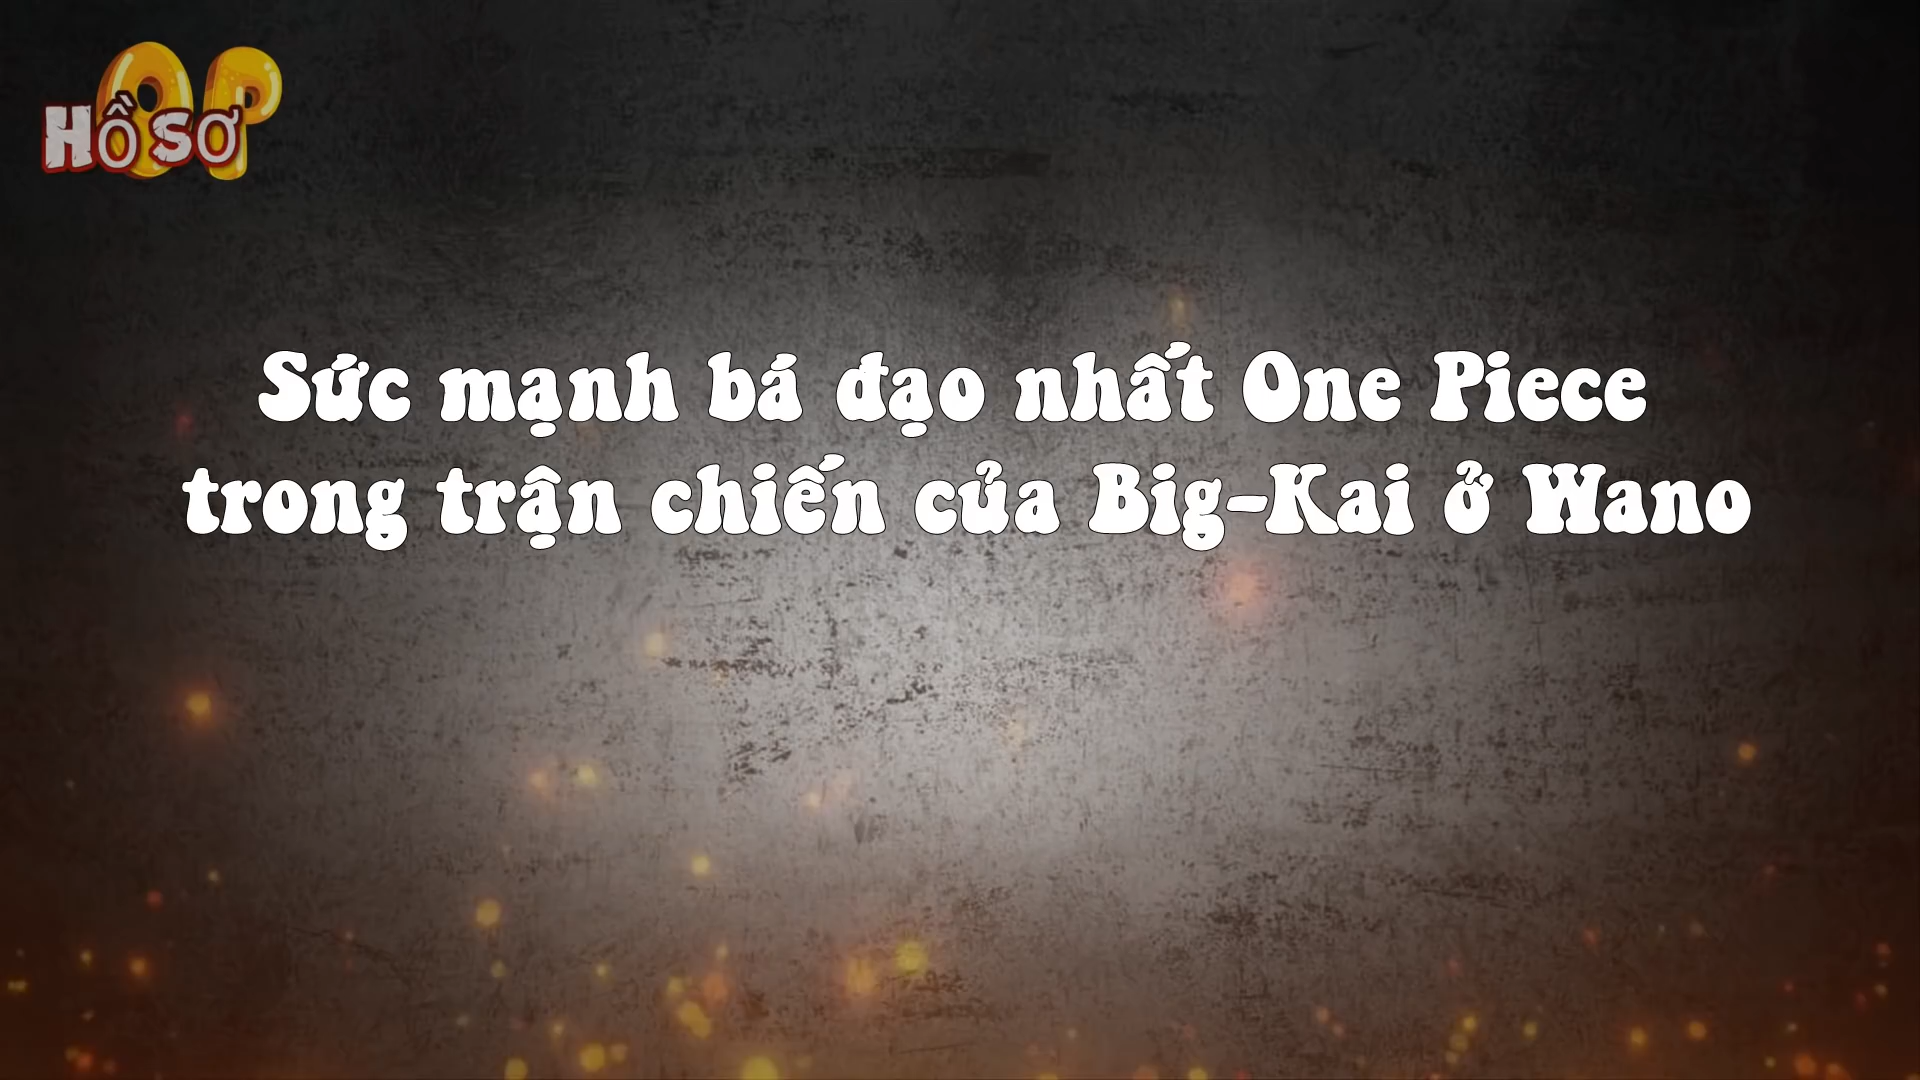 OP
HỒ SƠ
Sức mạnh bá đạo nhất One Piece
trong trận chiến của Big-Kai ở Wano